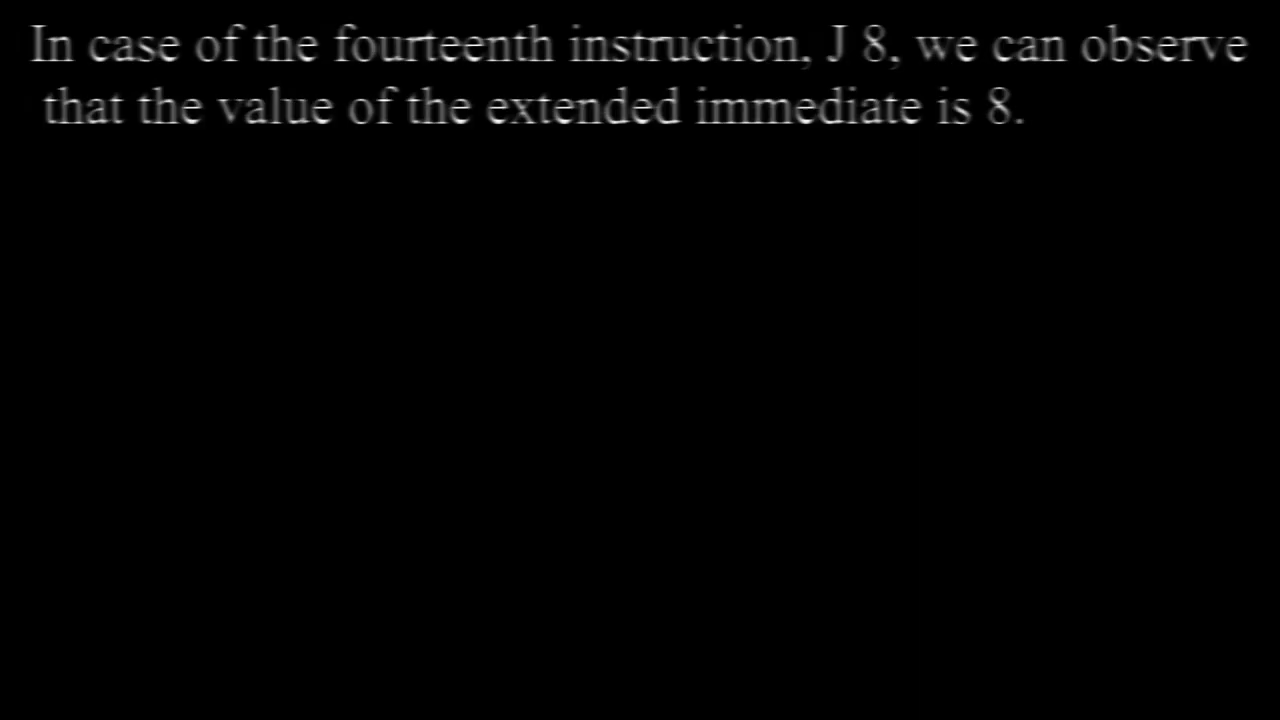 In case of the fourteenth instruction, J 8, we can observe
that the value of the extended immediate is 8.